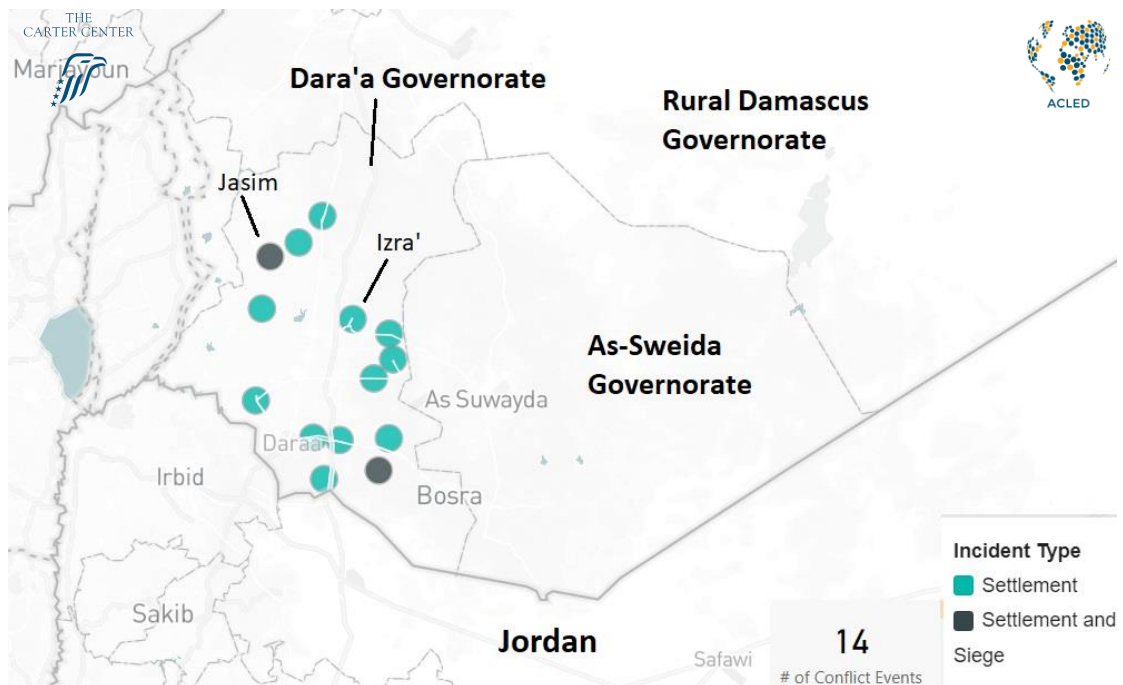 THE
CARTER CENTER
Marjayoun
Dara'a Governorate
Rural Damascus
Governorate
ACLED
Jasim
Izra'
As-Sweida
Governorate
As Suwayda
Daraa
Irbid
Bosra
Sakib
Jordan
Safawi
14
# of Conflict Events
Incident Type
Settlement
Settlement and
Siege